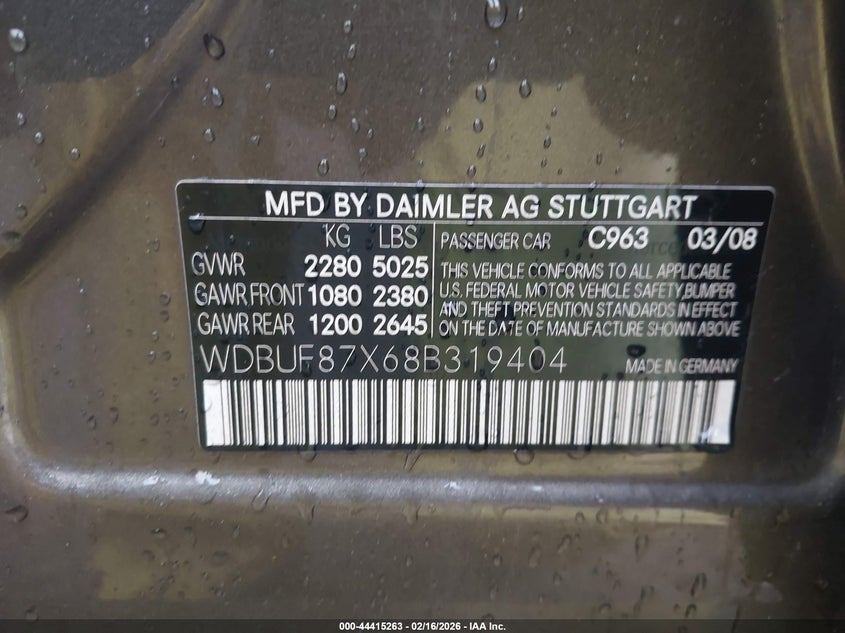 MFD BY DAIMLER AG STUTTGART
KG LBS
GVWR 2280 5025
GAWR FRONT 1080 2380
GAWR REAR 1200 2645
PASSENGER CAR C963 03/08
THIS VEHICLE CONFORMS TO ALL APPLICABLE
U.S. FEDERAL MOTOR VEHICLE SAFETY, BUMPER
AND THEFT PREVENTION STANDARDS IN EFFECT
ON THE DATE OF MANUFACTURE SHOWN ABOVE
WDBUF87X68B319404 MADE IN GERMANY
000-44415263 - 02/16/2026 - IAA Inc.